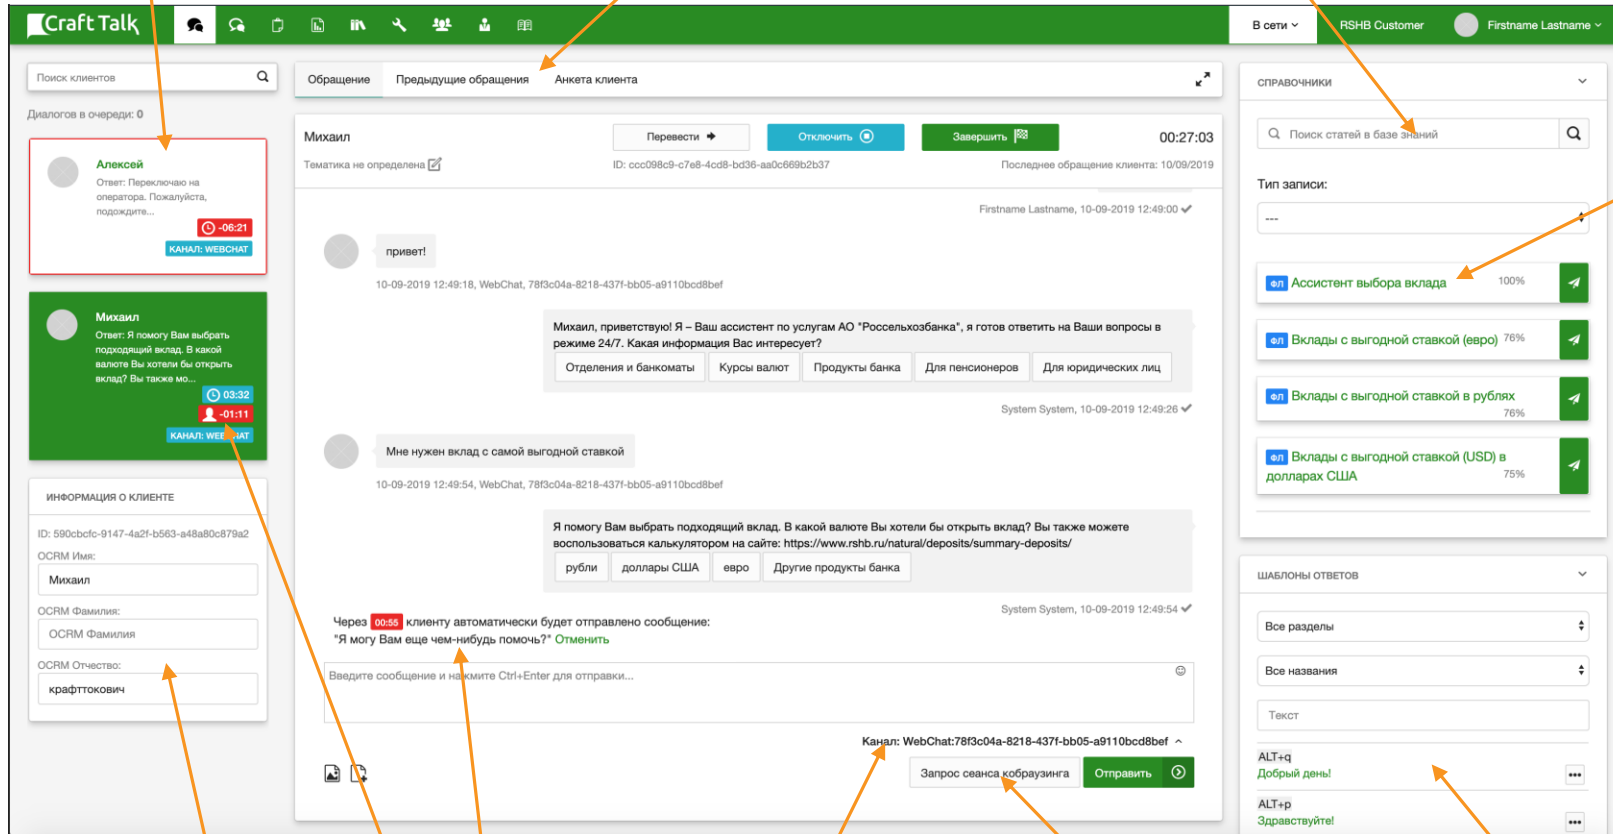 Craft Talk
В сети
RSHB Customer
Firstname Lastname
Поиск клиентов
Диалогов в очереди: 0
Алексей
Ответ: Переключаю на
оператора. Пожалуйста,
подождите...
-06:21
КАНАЛ: WEBCHAT
Михаил
Ответ: Я помогу Вам выбрать
подходящий вклад. В какой
валюте Вы хотели бы открыть
вклад? Вы также мо...
03:32
-01:11
КАНАЛ: WEBCHAT
ИНФОРМАЦИЯ О КЛИЕНТЕ
ID: 590cbcfc-9147-4a2f-b563-a48a80c879a2
OCRM Имя:
Михаил
OCRM Фамилия:
OCRM Фамилия
OCRM Отчество:
крафттокович
Обращение Предыдущие обращения Анкета клиента
Михаил
Перевести
Отключить
Завершить
00:27:03
Тематика не определена
ID: ccc098c9-c7e8-4cd8-bd36-aa0c669b2b37
Последнее обращение клиента: 10/09/2019
Firstname Lastname, 10-09-2019 12:49:00
привет!
10-09-2019 12:49:18, WebChat, 78f3c04a-8218-437f-bb05-a9110bcd8bef
Михаил, приветствую! Я – Ваш ассистент по услугам АО "Россельхозбанка", я готов ответить на Ваши вопросы в
режиме 24/7. Какая информация Вас интересует?
Отделения и банкоматы Курсы валют Продукты банка Для пенсионеров Для юридических лиц
System System, 10-09-2019 12:49:26
Мне нужен вклад с самой выгодной ставкой
10-09-2019 12:49:54, WebChat, 78f3c04a-8218-437f-bb05-a9110bcd8bef
Я помогу Вам выбрать подходящий вклад. В какой валюте Вы хотели бы открыть вклад? Вы также можете
воспользоваться калькулятором на сайте: https://www.rshb.ru/natural/deposits/summary-deposits/
рубли доллары США евро Другие продукты банка
System System, 10-09-2019 12:49:54
Через 00:55 клиенту автоматически будет отправлено сообщение:
"Я могу Вам еще чем-нибудь помочь?" Отменить
Введите сообщение и нажмите Ctrl+Enter для отправки...
Канал: WebChat:78f3c04a-8218-437f-bb05-a9110bcd8bef
Запрос сеанса кобраузинга
Отправить
СПРАВОЧНИКИ
Поиск статей в базе знаний
Тип записи:
---
ФЛ Ассистент выбора вклада 100%
ФЛ Вклады с выгодной ставкой (евро) 76%
ФЛ Вклады с выгодной ставкой в рублях
76%
ФЛ Вклады с выгодной ставкой (USD) в
долларах США 75%
ШАБЛОНЫ ОТВЕТОВ
Все разделы
Все названия
Текст
ALT+q
Добрый день!
ALT+p
Здравствуйте!